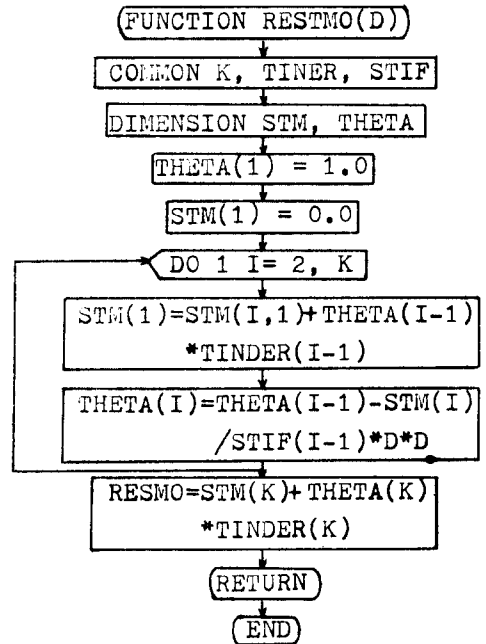 FUNCTION RESTMO(D)
COMMON K, TINER, STIF
DIMENSION STM, THETA
THETA(1) = 1.0
STM(1) = 0.0
DO 1 I= 2, K
STM(1)=STM(I,1)+THETA(I-1)
*TINDER(I-1)
THETA(I)=THETA(I-1)-STM(I)
/STIF(I-1)*D*D
RESMO=STM(K)+THETA(K)
*TINDER(K)
RETURN
END